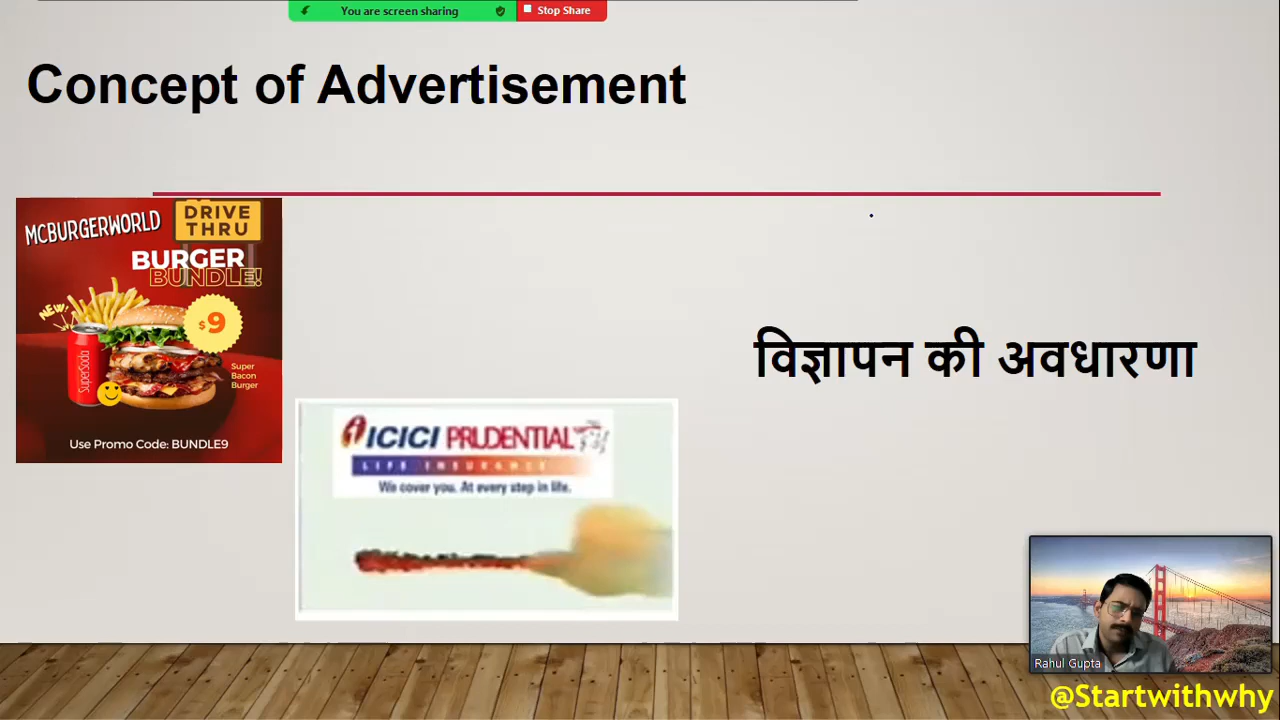 You are screen sharing
Stop Share
Concept of Advertisement
MCBURGERWORLD
DRIVE
THRU
BURGER
BUNDLE!
NEW!
$9
SuperSoda
Super
Bacon
Burger
Use Promo Code: BUNDLE9
विज्ञापन की अवधारणा
ICICI PRUDENTIAL
LIFE INSURANCE
We cover you. At every step in life.
Rahul Gupta
@Startwithwhy